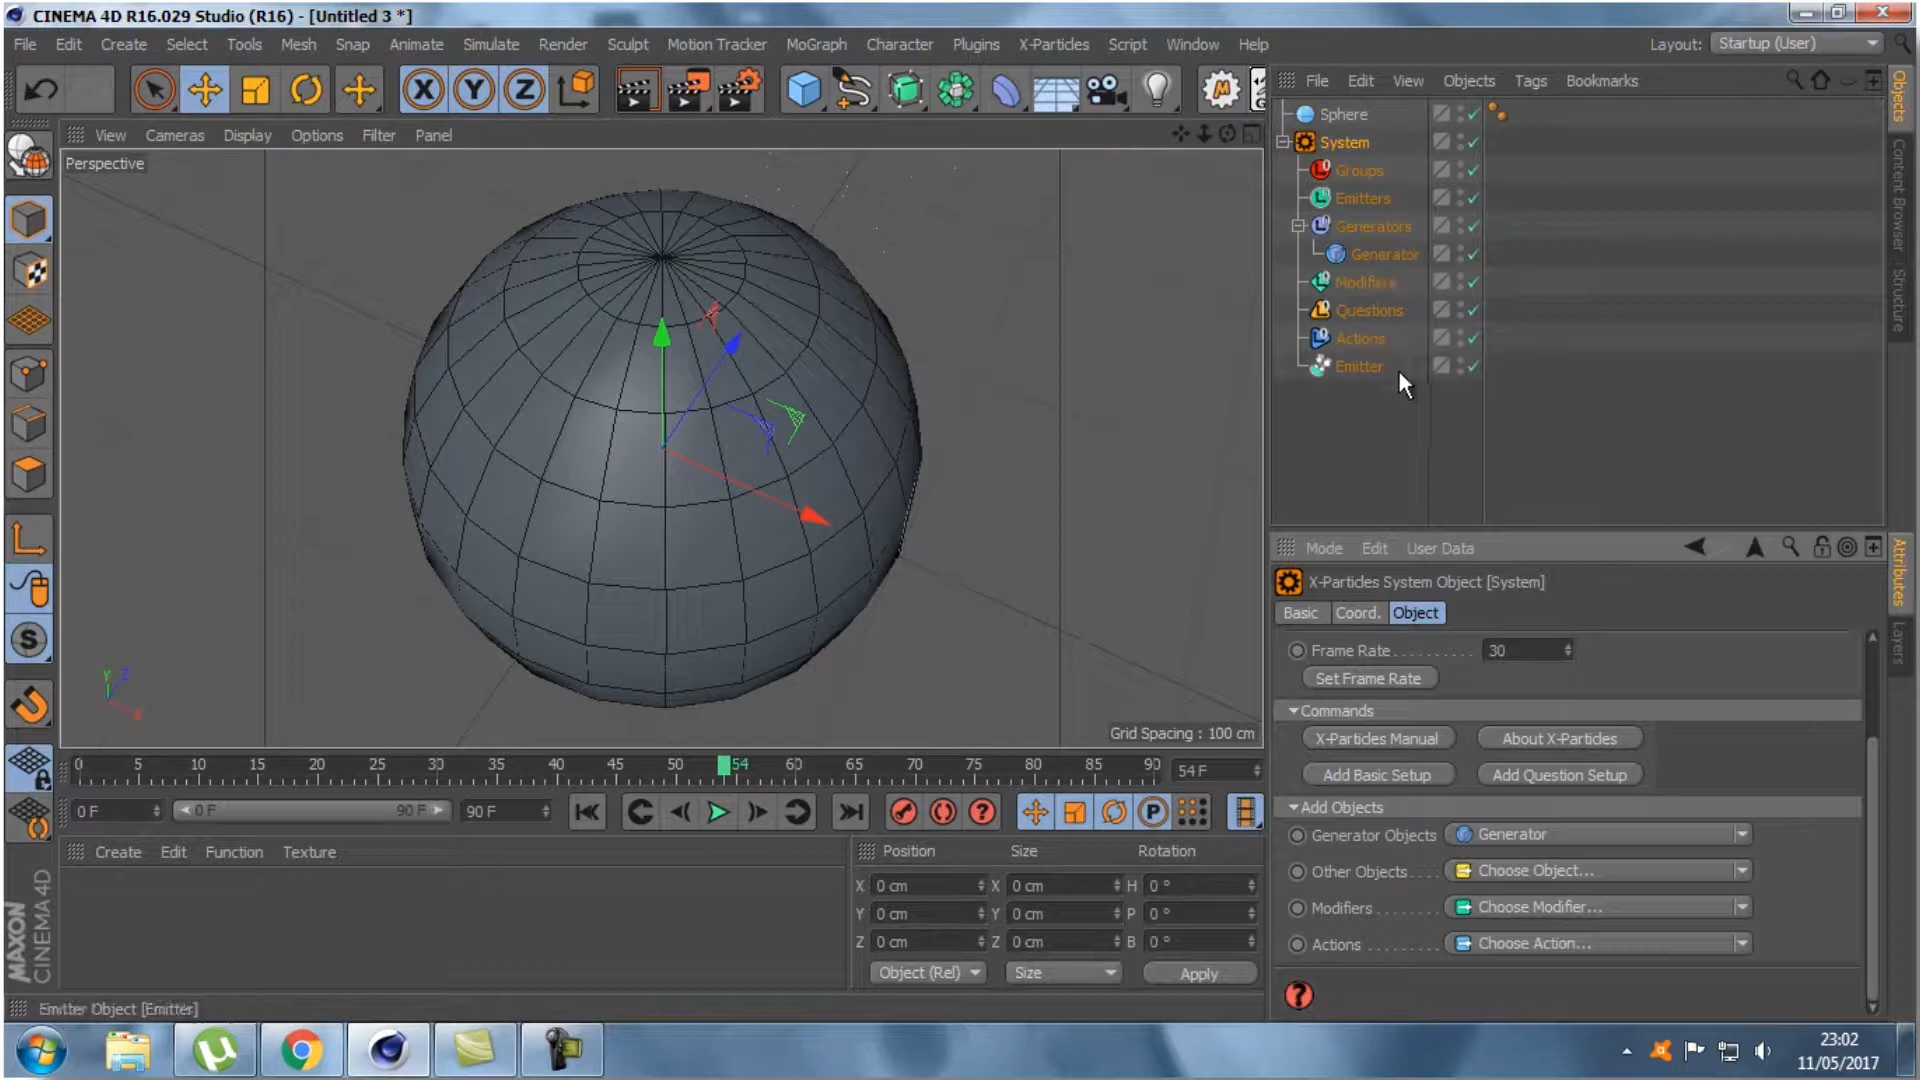 CINEMA 4D R16.029 Studio (R16) - [Untitled 3 *]
File Edit Create Select Tools Mesh Snap Animate Simulate Render Sculpt Motion Tracker MoGraph Character Plugins X-Particles Script Window Help
Layout: Startup (User)
X Y Z
File Edit View Objects Tags Bookmarks
Objects
Content Browser
Structure
View Cameras Display Options Filter Panel
Perspective
Sphere
System
Groups
Emitters
Generators
Generator
Modifiers
Questions
Actions
Emitter
Y Z X
Grid Spacing : 100 cm
Mode Edit User Data
Attributes
Layers
X-Particles System Object [System]
Basic Coord. Object
Frame Rate 30
Set Frame Rate
Commands
X-Particles Manual About X-Particles
Add Basic Setup Add Question Setup
Add Objects
Generator Objects Generator
Other Objects.... Choose Object...
Modifiers Choose Modifier...
Actions Choose Action...
0 5 10 15 20 25 30 35 40 45 50 54 60 65 70 75 80 85 90 54 F
0 F 0 F 90 F 90 F
Create Edit Function Texture
Position Size Rotation
X 0 cm X 0 cm H 0 °
Y 0 cm Y 0 cm P 0 °
Z 0 cm Z 0 cm B 0 °
Object (Rel) Size Apply
MAXON
CINEMA 4D
Emitter Object [Emitter]
23:02
11/05/2017